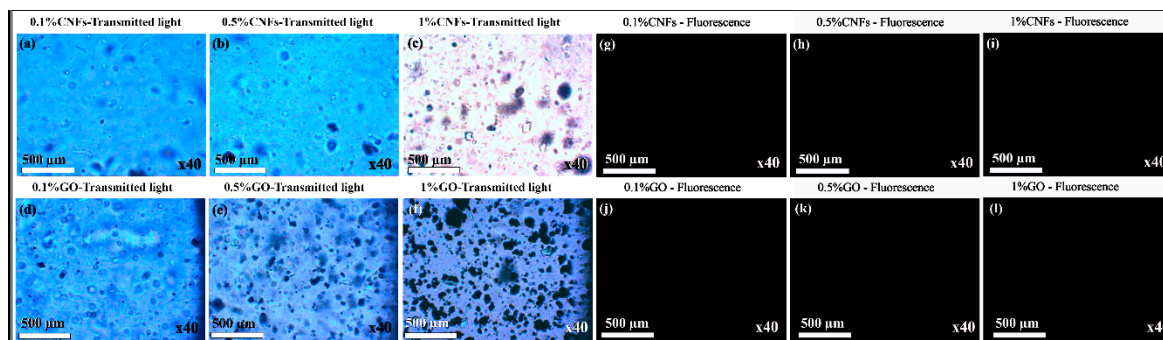 0.1%CNFs-Transmitted light
0.5%CNFs-Transmitted light
1%CNFs-Transmitted light
0.1%CNFs - Fluorescence
0.5%CNFs - Fluorescence
1%CNFs - Fluorescence
(a)
(b)
(c)
(g)
(h)
(i)
500 µm
x40
500 µm
x40
500 µm
x40
500 µm
x40
500 µm
x40
500 µm
x40
0.1%GO-Transmitted light
0.5%GO-Transmitted light
1%GO-Transmitted light
0.1%GO - Fluorescence
0.5%GO - Fluorescence
1%GO - Fluorescence
(d)
(e)
(f)
(j)
(k)
(l)
500 µm
x40
500 µm
x40
500 µm
x40
500 µm
x40
500 µm
x40
500 µm
x40